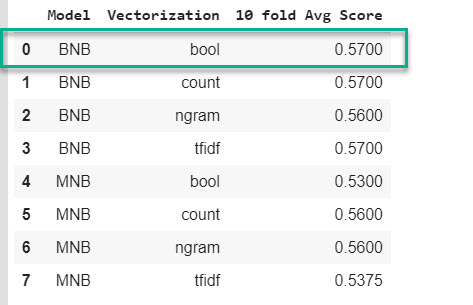 Model Vectorization 10 fold Avg Score
0 BNB bool 0.5700
1 BNB count 0.5700
2 BNB ngram 0.5600
3 BNB tfidf 0.5700
4 MNB bool 0.5300
5 MNB count 0.5600
6 MNB ngram 0.5600
7 MNB tfidf 0.5375